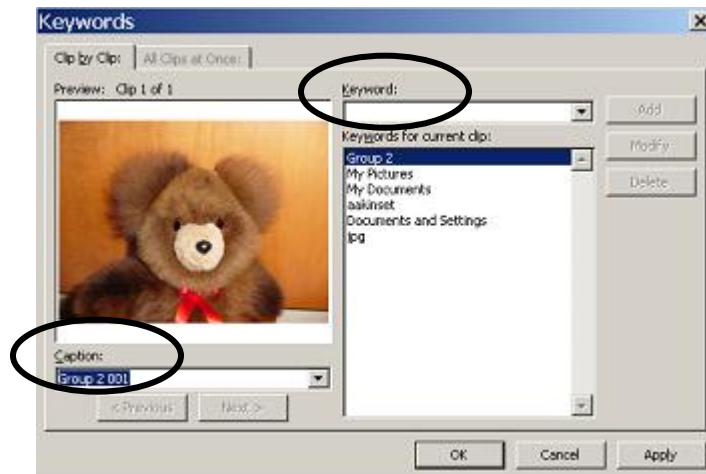 Keywords
Clip by Clip:
All Clips at Once:
Preview: Clip 1 of 1
Keyword:
Add
Keywords for current clip:
Modify
Group 2
My Pictures
Delete
My Documents
aakinset
Documents and Settings
jpg
Caption:
Group 2 001
< Previous
Next >
OK
Cancel
Apply